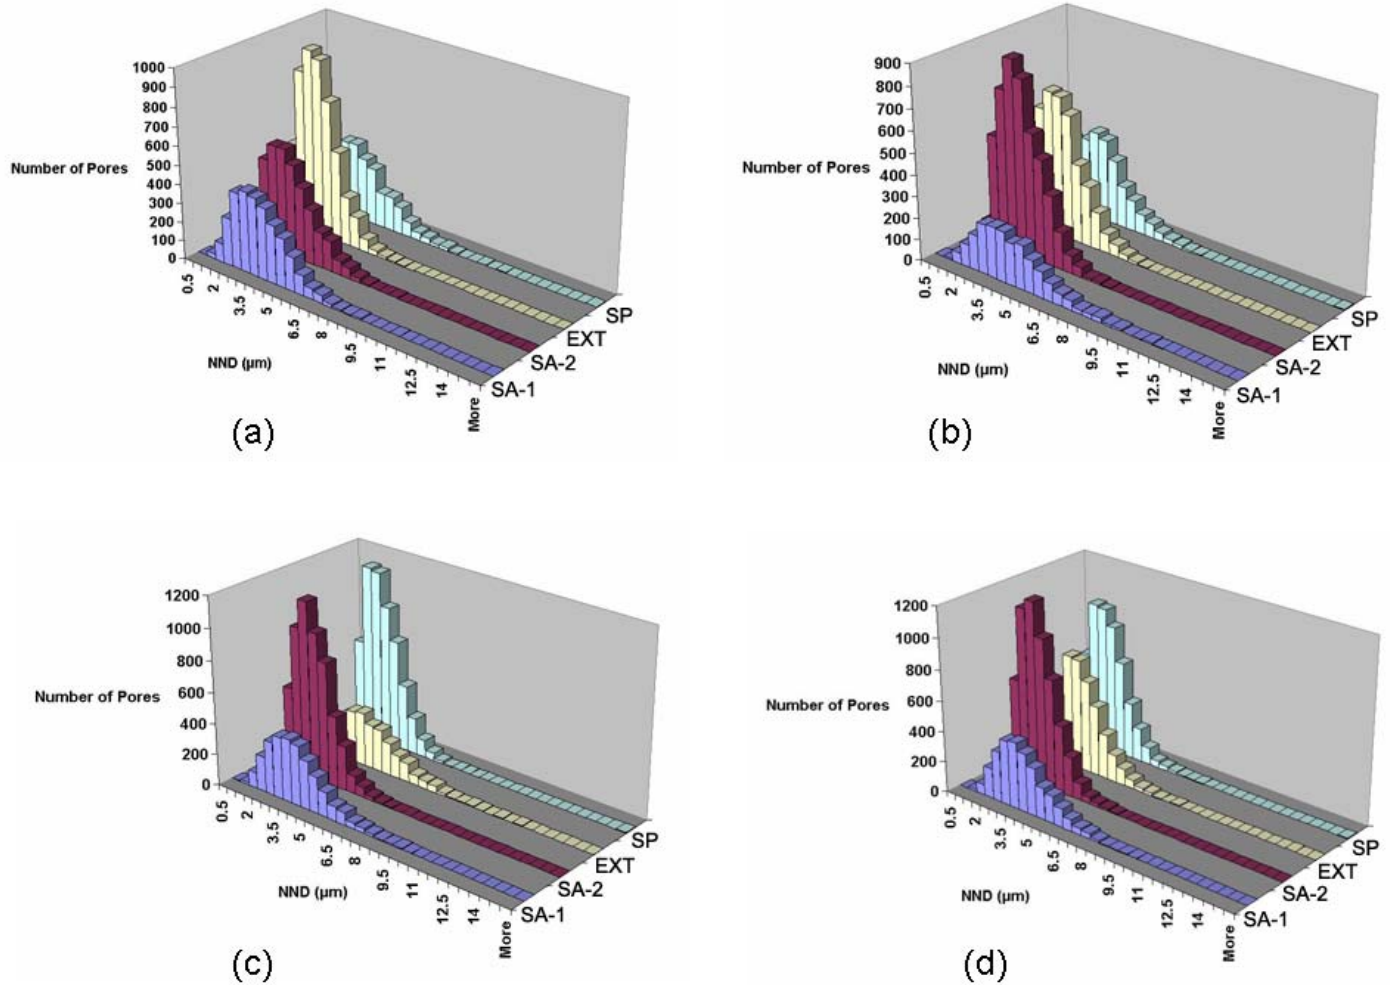 1000
900
800
700
600
500
400
300
200
100
0
Number of Pores
0.5
2
3.5
5
6.5
8
9.5
11
12.5
14
More
NND (µm)
SP
EXT
SA-2
SA-1
(a)
900
800
700
600
500
400
300
200
100
0
Number of Pores
0.5
2
3.5
5
6.5
8
9.5
11
12.5
14
More
NND (µm)
SP
EXT
SA-2
SA-1
(b)
1200
1000
800
600
400
200
0
Number of Pores
0.5
2
3.5
5
6.5
8
9.5
11
12.5
14
More
NND (µm)
SP
EXT
SA-2
SA-1
(c)
1200
1000
800
600
400
200
0
Number of Pores
0.5
2
3.5
5
6.5
8
9.5
11
12.5
14
More
NND (µm)
SP
EXT
SA-2
SA-1
(d)